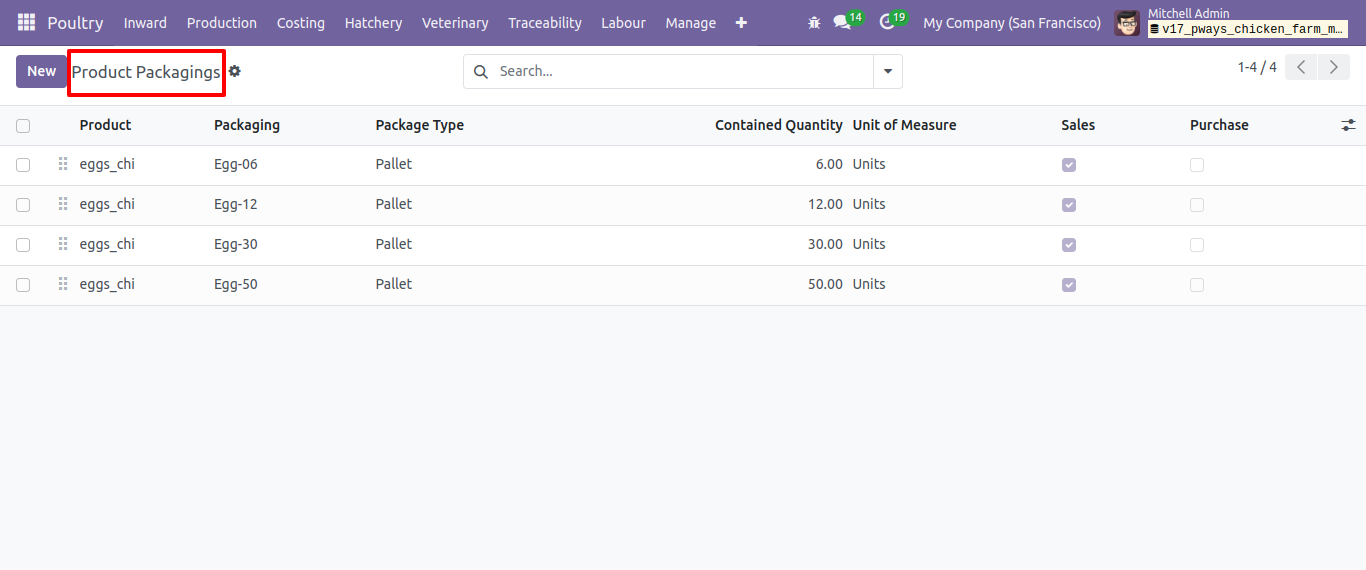 Poultry Inward Production Costing Hatchery Veterinary Traceability Labour Manage 14 19 My Company (San Francisco) Mitchell Admin
v17_pways_chicken_farm_m...
New Product Packagings Search... 1-4 / 4
Product Packaging Package Type Contained Quantity Unit of Measure Sales Purchase
eggs_chi Egg-06 Pallet 6.00 Units
eggs_chi Egg-12 Pallet 12.00 Units
eggs_chi Egg-30 Pallet 30.00 Units
eggs_chi Egg-50 Pallet 50.00 Units